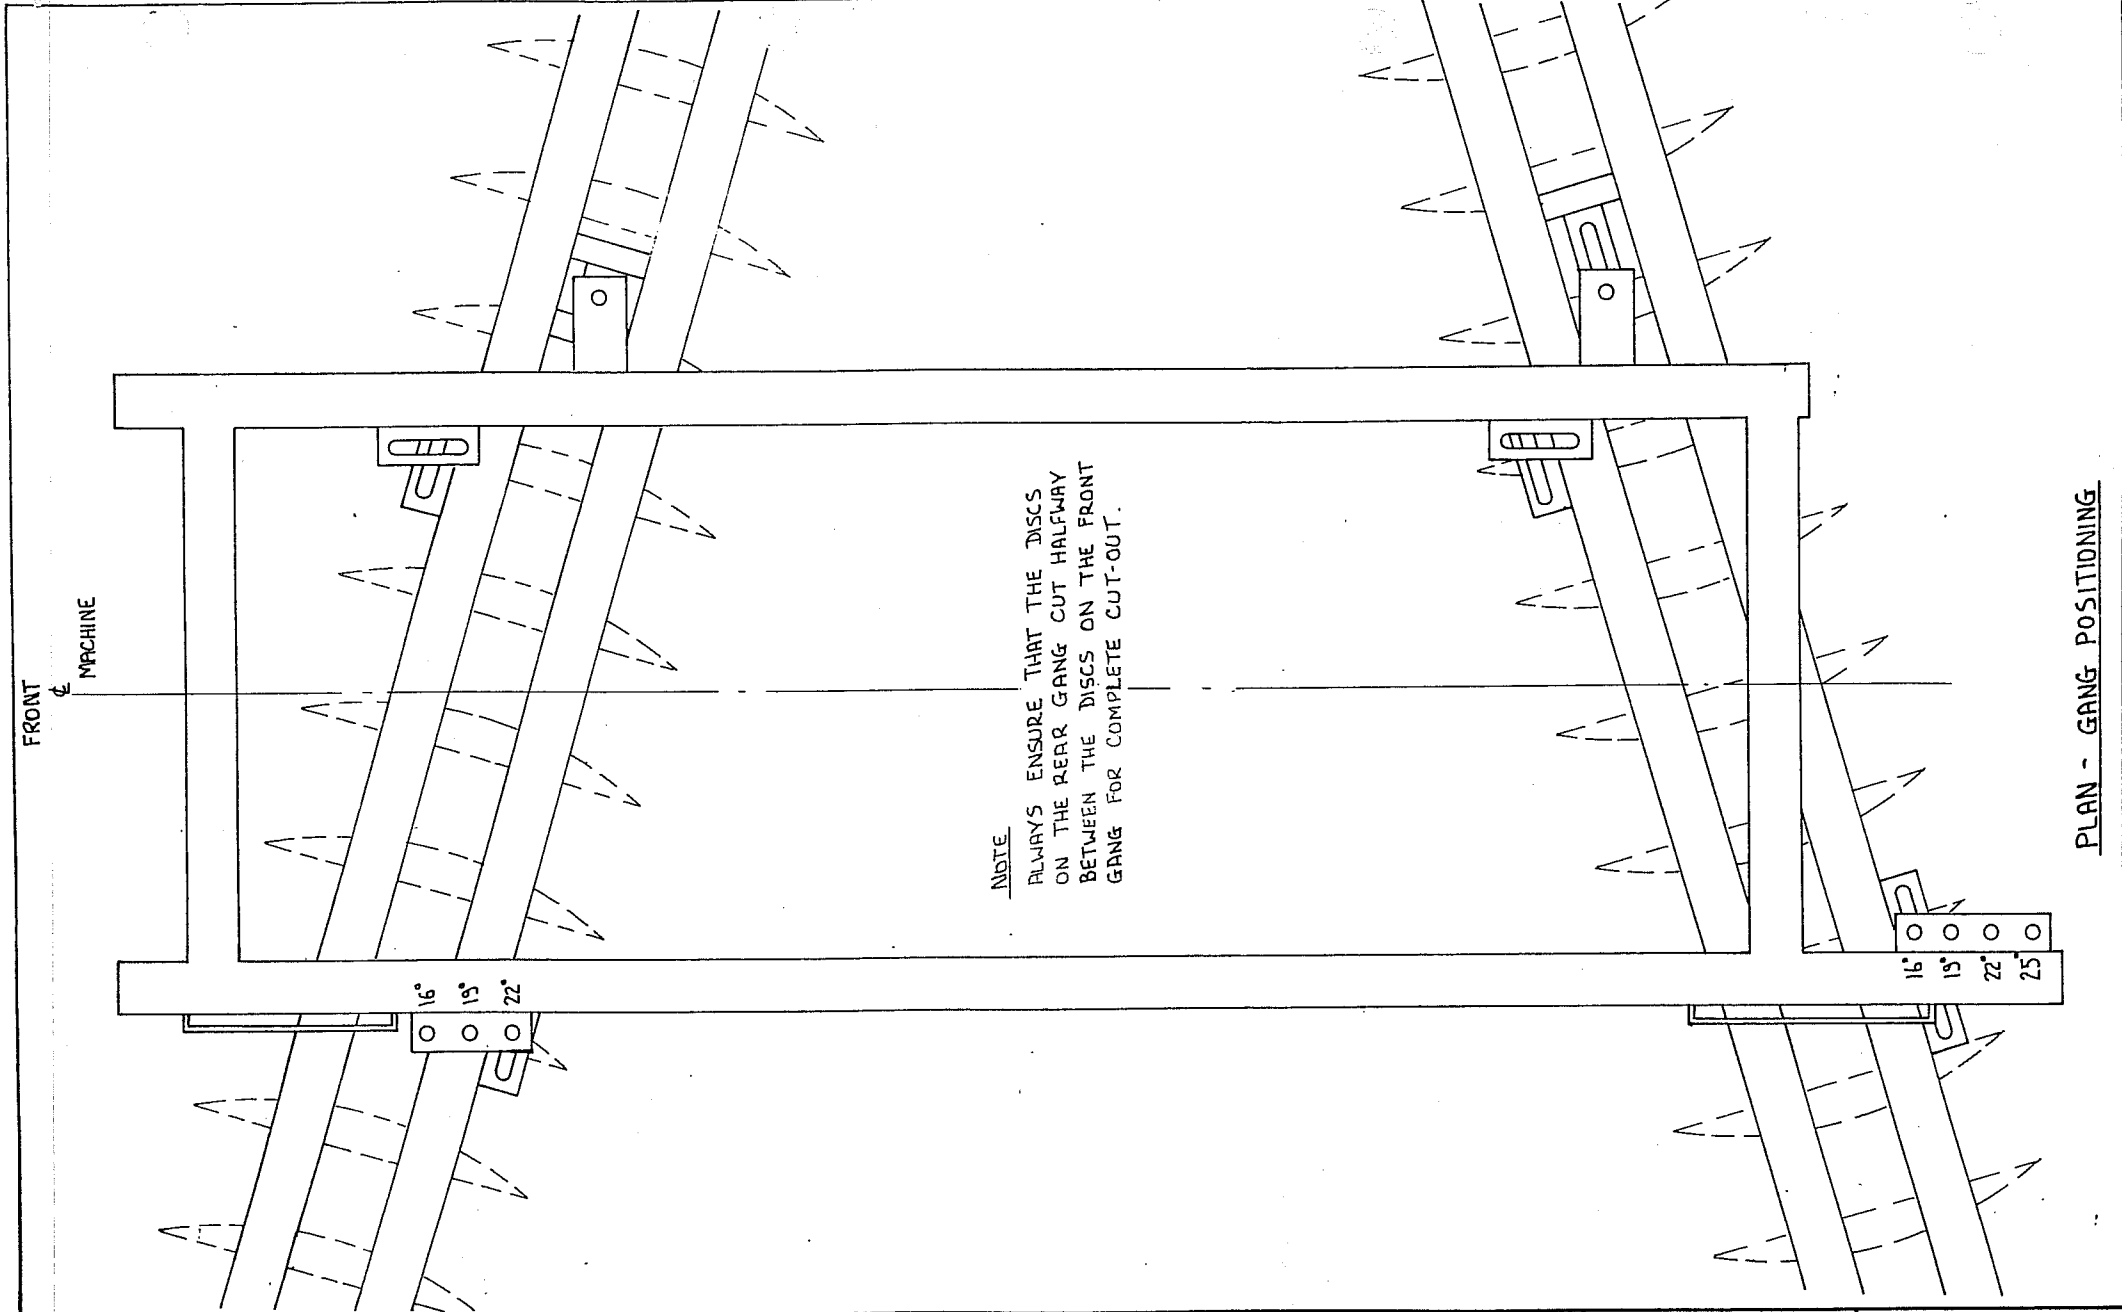 FRONT
℄
MACHINE
16°
19°
22°
NOTE
ALWAYS ENSURE THAT THE DISCS
ON THE REAR GANG CUT HALFWAY
BETWEEN THE DISCS ON THE FRONT
GANG FOR COMPLETE CUT-OUT.
16°
19°
22°
25°
PLAN - GANG POSITIONING